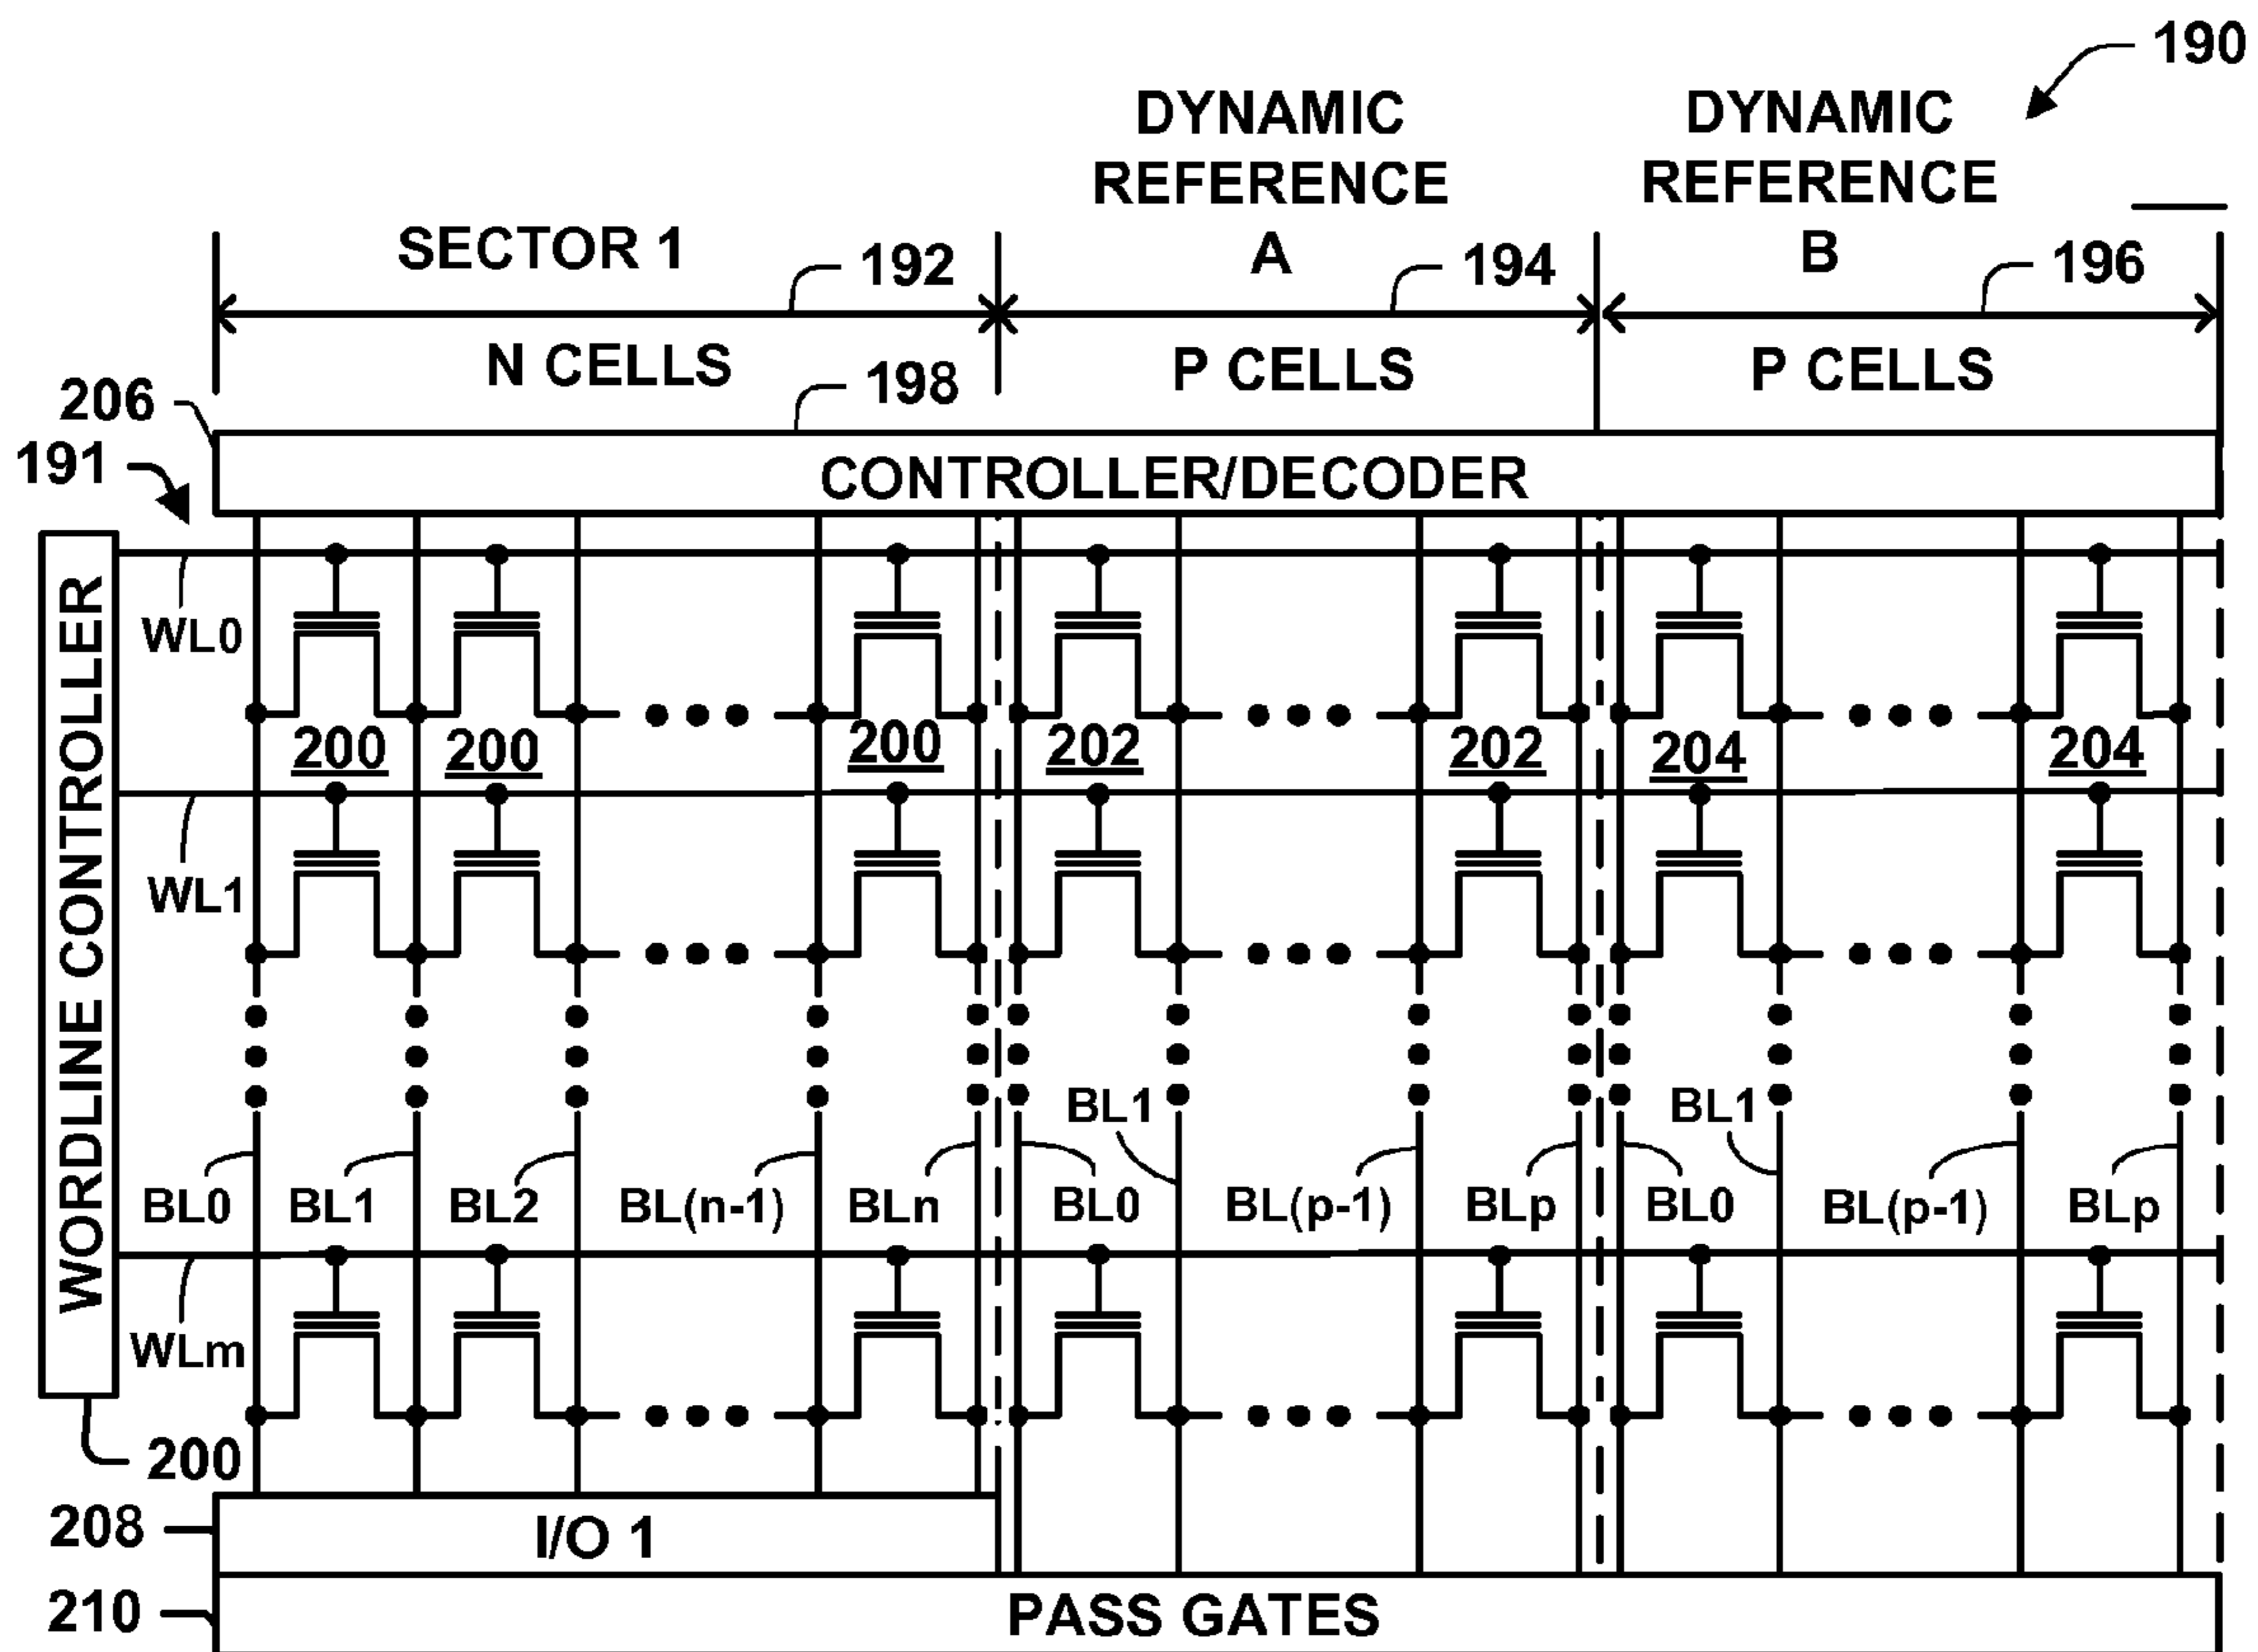 190
DYNAMIC REFERENCE A
DYNAMIC REFERENCE B
SECTOR 1
192
194
196
N CELLS
P CELLS
P CELLS
206
198
191
CONTROLLER/DECODER
WORDLINE CONTROLLER
WL0
200
200
200
202
202
204
204
WL1
BL1
BL1
BL0
BL1
BL2
BL(n-1)
BLn
BL0
BL(p-1)
BLp
BL0
BL(p-1)
BLp
WLm
200
208
I/O 1
210
PASS GATES